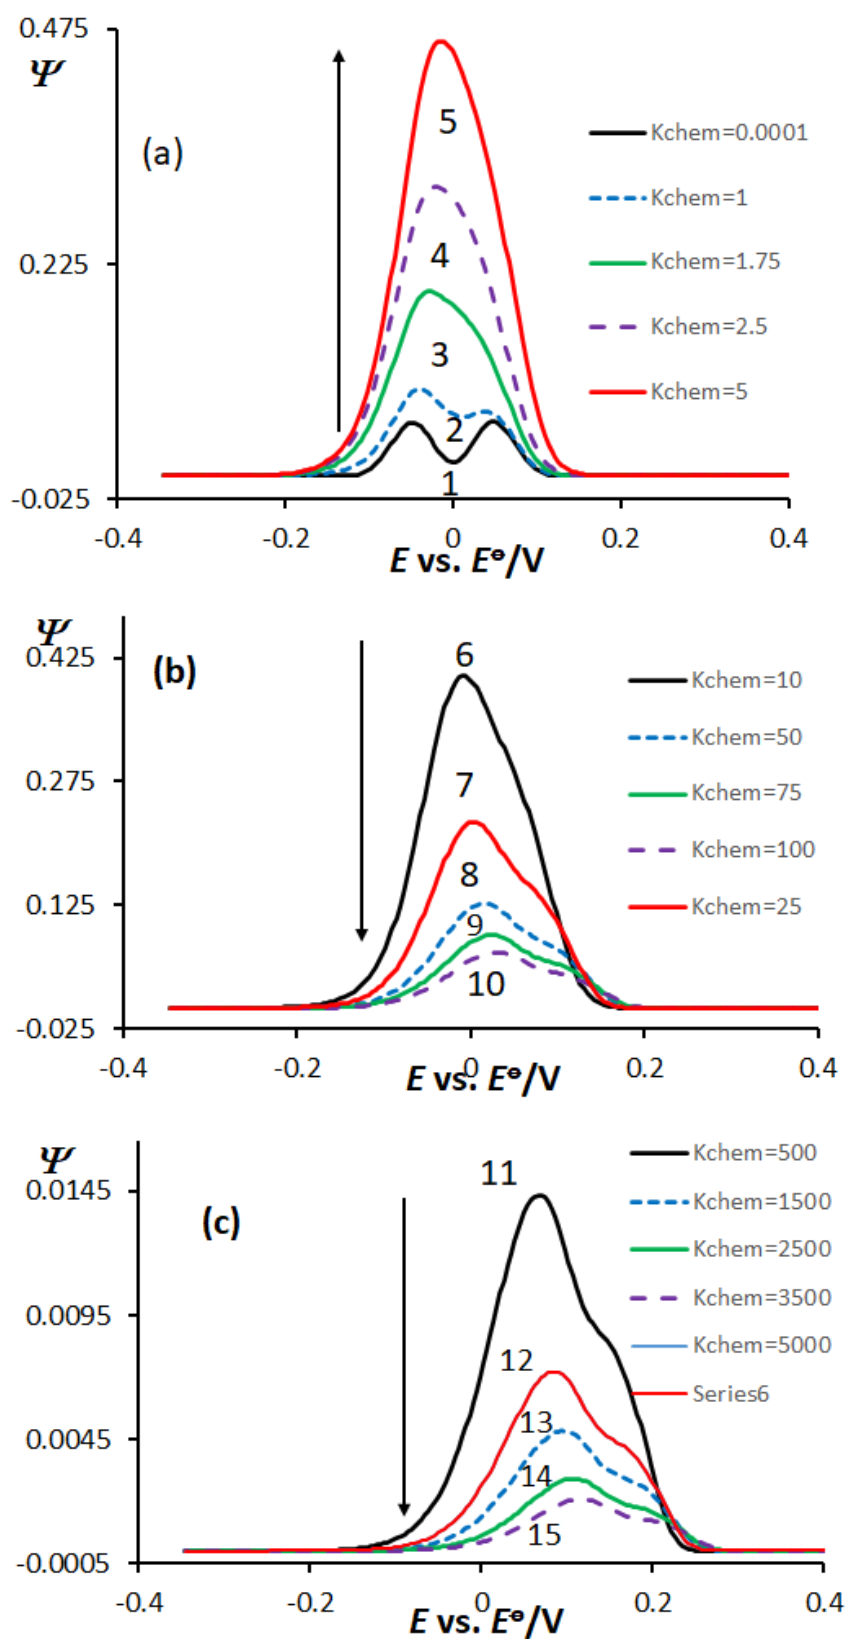 0.475
Ψ
(a)
5
Kchem=0.0001
Kchem=1
0.225
4
Kchem=1.75
Kchem=2.5
3
Kchem=5
2
1
-0.025
-0.4 -0.2 0 0.2 0.4
E vs. E⦵/V
Ψ
0.425
(b)
6
Kchem=10
Kchem=50
0.275
7
Kchem=75
Kchem=100
8
0.125
Kchem=25
9
10
-0.025
-0.4 -0.2 0 0.2 0.4
E vs. E⦵/V
Ψ
Kchem=500
11
0.0145
Kchem=1500
(c)
Kchem=2500
Kchem=3500
0.0095
Kchem=5000
12
Series6
13
0.0045
14
15
-0.0005
-0.4 -0.2 0 0.2 0.4
E vs. E⦵/V